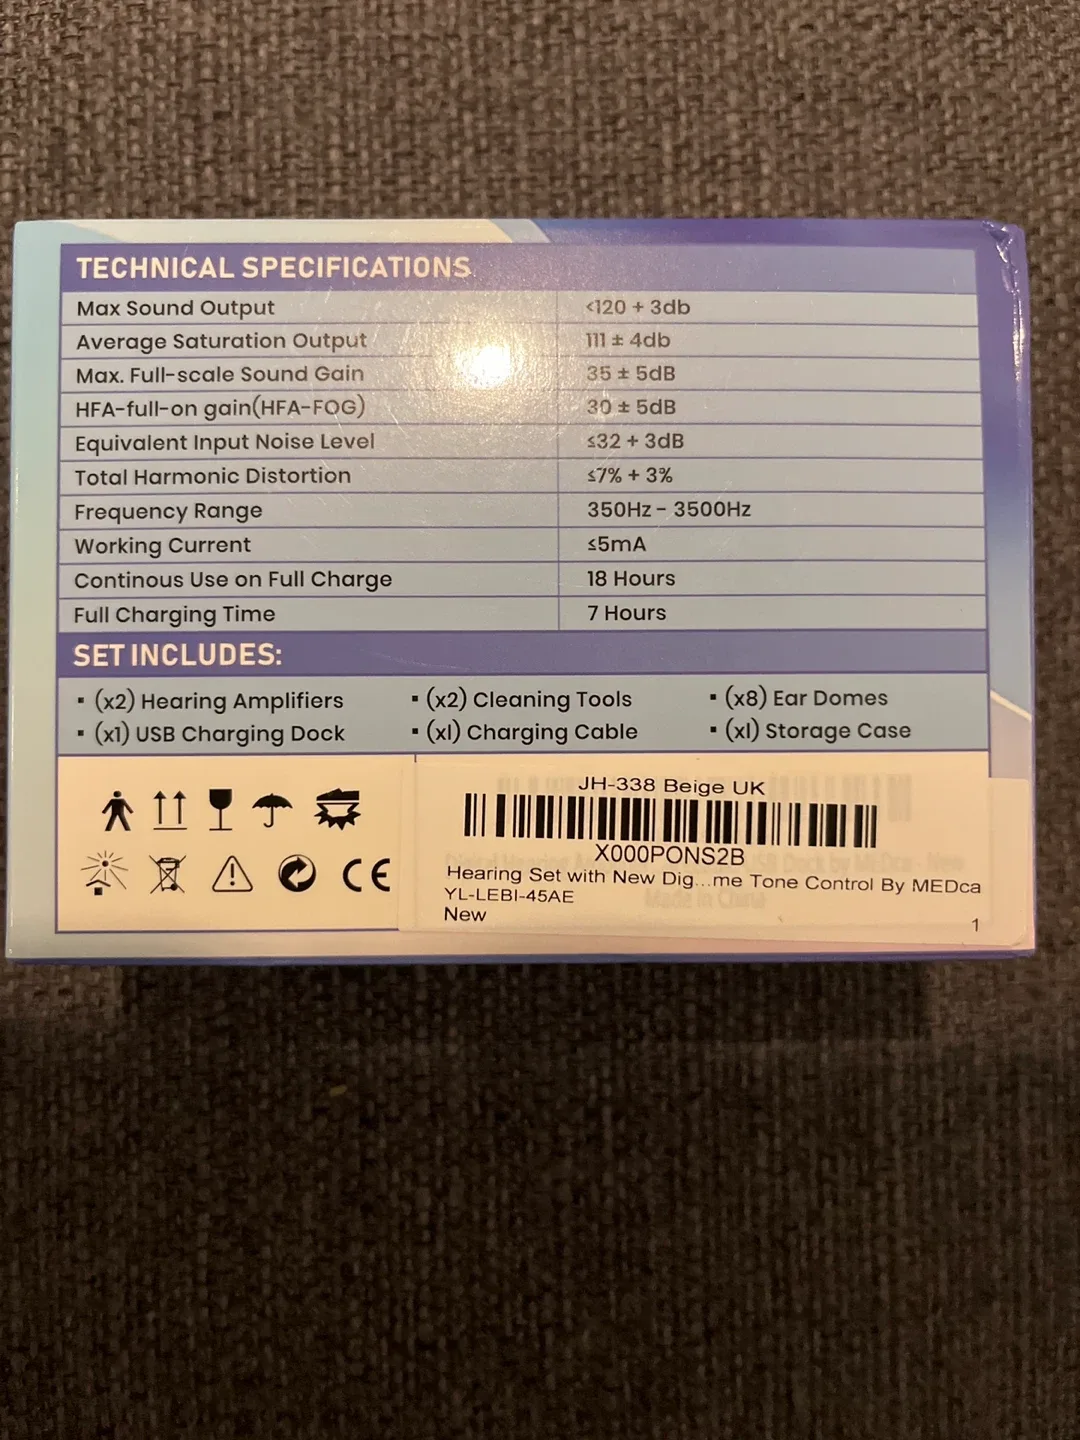 TECHNICAL SPECIFICATIONS
Max Sound Output <120 + 3db
Average Saturation Output 111 ± 4db
Max. Full-scale Sound Gain 35 ± 5dB
HFA-full-on gain(HFA-FOG) 30 ± 5dB
Equivalent Input Noise Level ≤32 + 3dB
Total Harmonic Distortion ≤7% + 3%
Frequency Range 350Hz - 3500Hz
Working Current ≤5mA
Continous Use on Full Charge 18 Hours
Full Charging Time 7 Hours
SET INCLUDES:
▪ (x2) Hearing Amplifiers ▪ (x2) Cleaning Tools ▪ (x8) Ear Domes
▪ (x1) USB Charging Dock ▪ (xl) Charging Cable ▪ (xl) Storage Case
JH-338 Beige UK
X000PONS2B
Hearing Set with New Dig...me Tone Control By MEDca
YL-LEBI-45AE
New
1
Made in China
CE